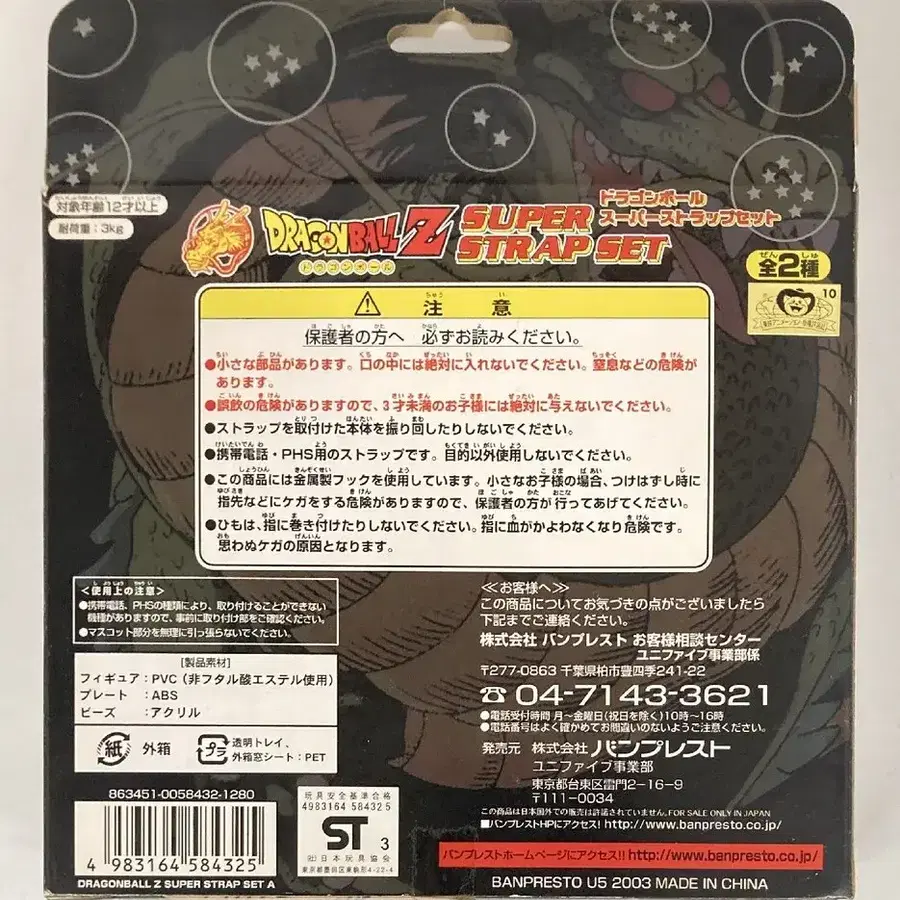 対象年齢12才以上
耐荷重：3kg
DRAGONBALL Z
ドラゴンボール
SUPER
STRAP SET
ドラゴンボール
スーパーストラップセット
全2種
10
注意
保護者の方へ 必ずお読みください。
●小さな部品があります。口の中には絶対に入れないでください。窒息などの危険が
あります。
●誤飲の危険がありますので、3才未満のお子様には絶対に与えないでください。
●ストラップを取付けた本体を振り回したりしないでください。
●携帯電話・PHS用のストラップです。目的以外使用しないでください。
●この商品には金属製フックを使用しています。小さなお子様の場合、つけはずし時に
指先などにケガをする危険がありますので、保護者の方が行ってあげてください。
●ひもは、指に巻き付けたりしないでください。指に血がかよわなくなり危険です。
思わぬケガの原因となります。
＜使用上の注意＞
●携帯電話、PHSの種類により、取り付けることができない
機種がありますので、事前に取り付け部をご確認ください。
●マスコット部分を無理に引っ張らないでください。
[製品素材]
フィギュア：PVC（非フタル酸エステル使用）
プレート：ABS
ビーズ：アクリル
紙 外箱
プラ 透明トレイ、
外箱窓シート：PET
863451-0058432-1280
4 983164 584325
DRAGONBALL Z SUPER STRAP SET A
玩具安全基準合格
4983164 584325
ST 3
(社)日本玩具協会
東京都墨田区東駒形4-22-4
≪お客様へ≫
この商品についてお気づきの点がございましたら
下記までご連絡ください。
株式会社 バンプレスト お客様相談センター
ユニファイブ事業部係
〒277-0863 千葉県柏市豊四季241-22
☎04-7143-3621
●電話受付時間 月～金曜日(祝日を除く)10時～16時
●電話番号はよく確かめてお間違いのないようご注意ください。
発売元 株式会社 バンプレスト
ユニファイブ事業部
東京都台東区雷門2-16-9
〒111-0034
この商品は日本国外での販売は許諾されていません。FOR SALE ONLY IN JAPAN
■バンプレストHPにアクセス! http://www.banpresto.co.jp/
バンプレストホームページにアクセス!! http://www.banpresto.co.jp/
BANPRESTO U5 2003 MADE IN CHINA